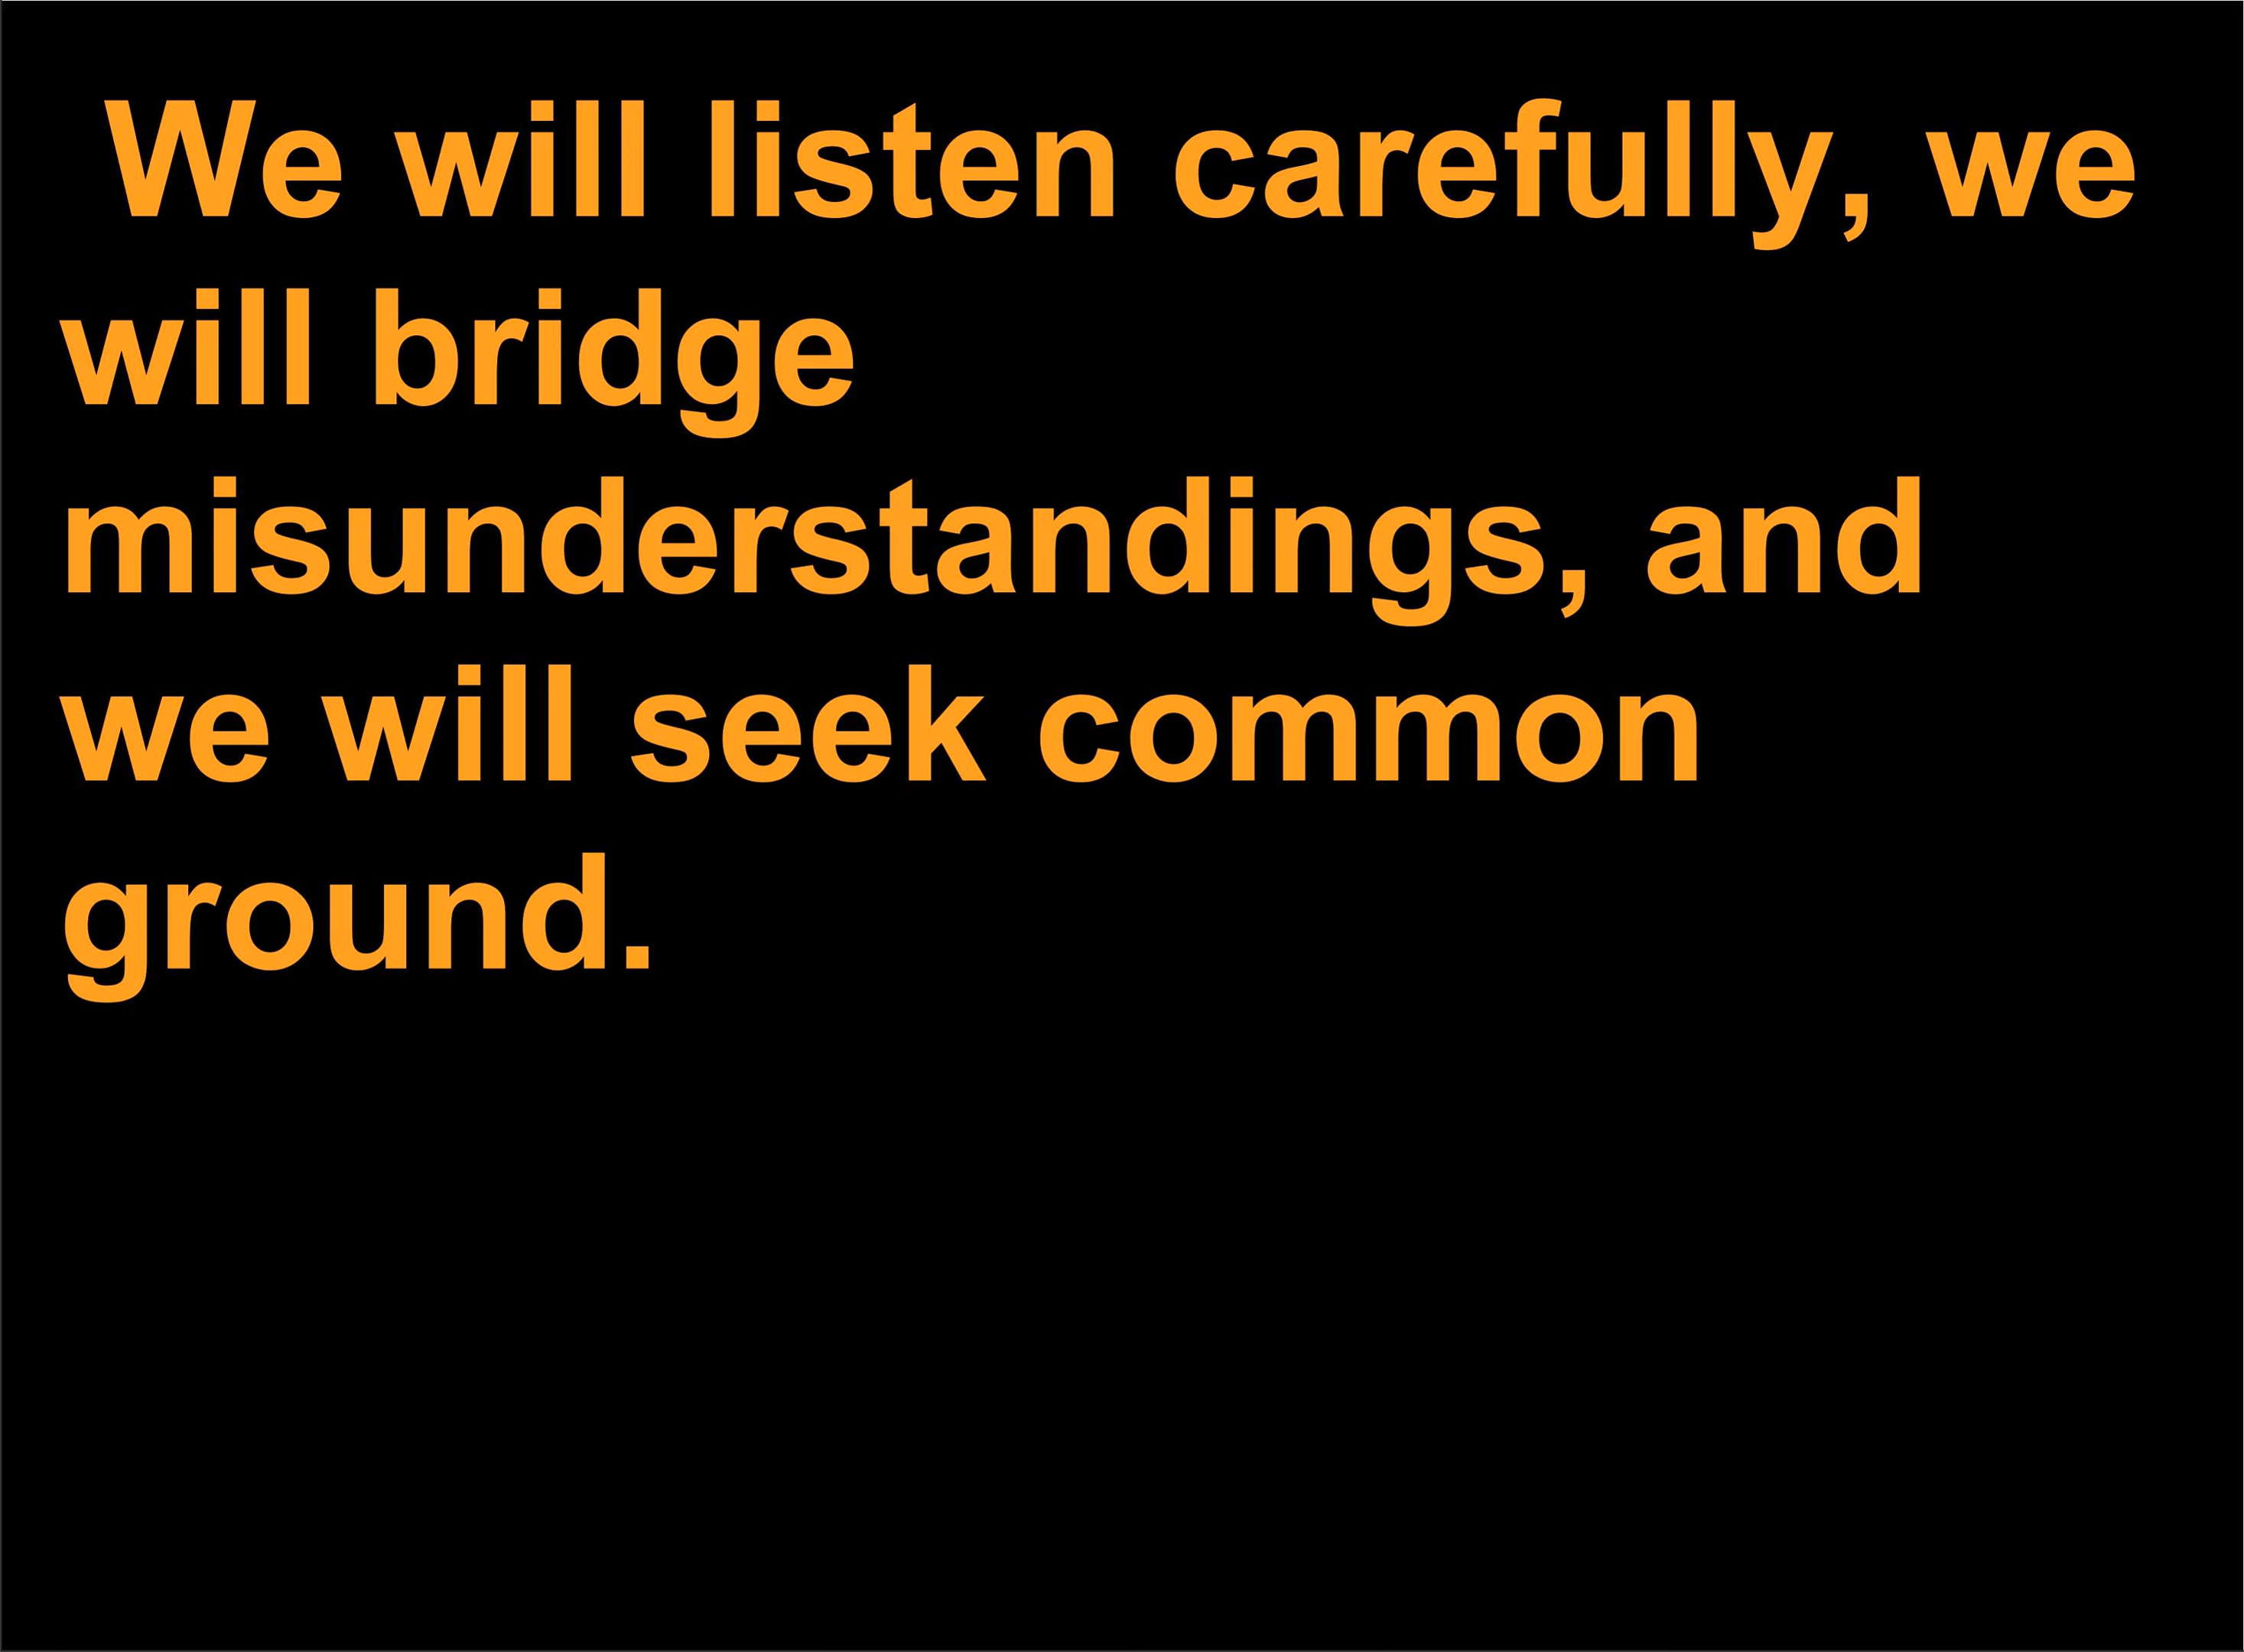 We will listen carefully, we
will bridge
misunderstandings, and
we will seek common
ground.